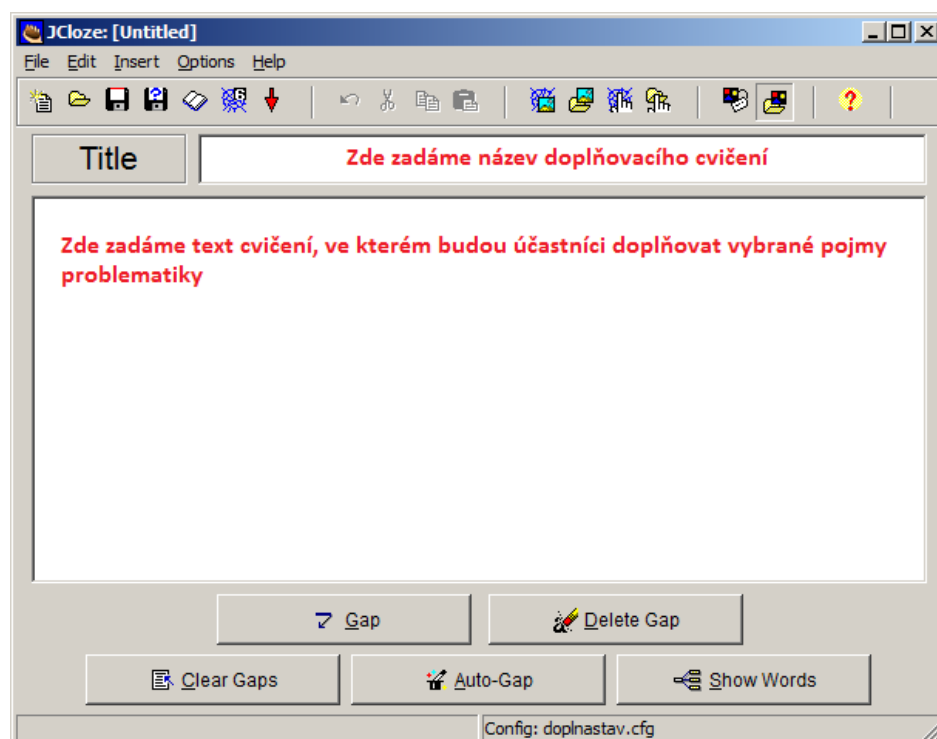 JCloze: [Untitled]
File Edit Insert Options Help
Title
Zde zadáme název doplňovacího cvičení
Zde zadáme text cvičení, ve kterém budou účastníci doplňovat vybrané pojmy
problematiky
Gap Delete Gap
Clear Gaps Auto-Gap Show Words
Config: doplnastav.cfg